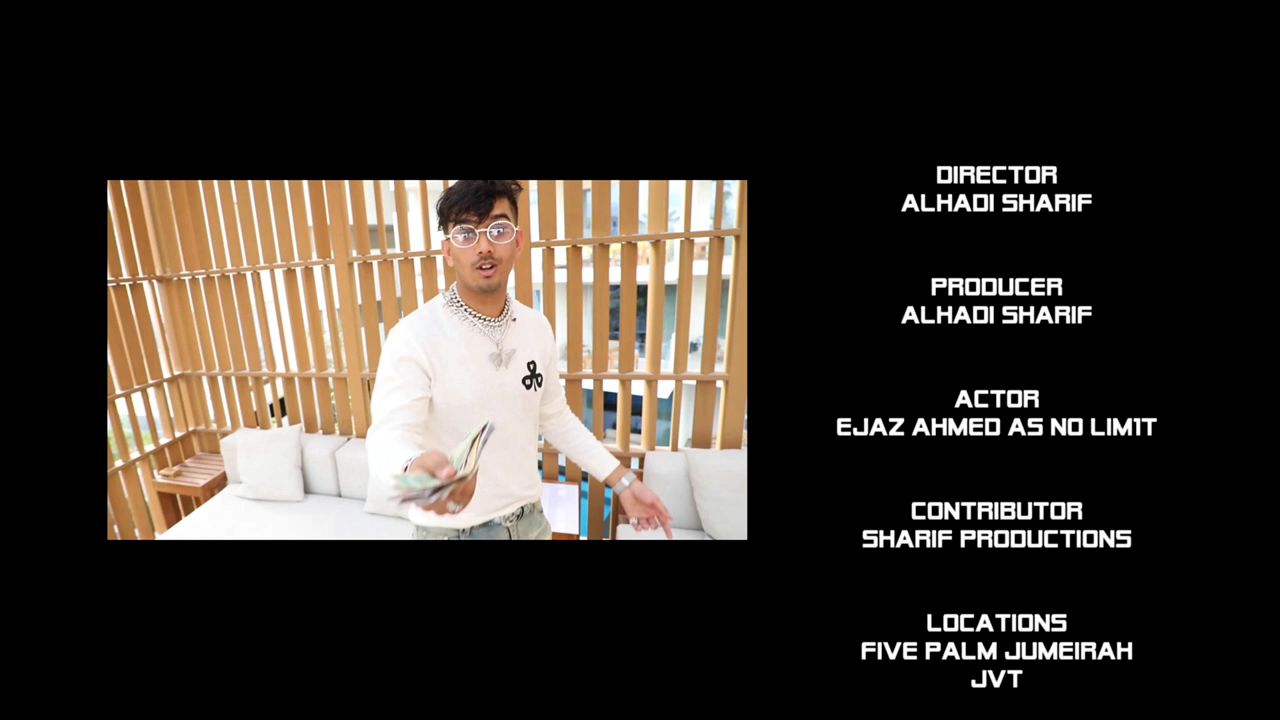 DIRECTOR
ALHADI SHARIF
PRODUCER
ALHADI SHARIF
ACTOR
EJAZ AHMED AS NO LIM1T
CONTRIBUTOR
SHARIF PRODUCTIONS
LOCATIONS
FIVE PALM JUMEIRAH
JVT